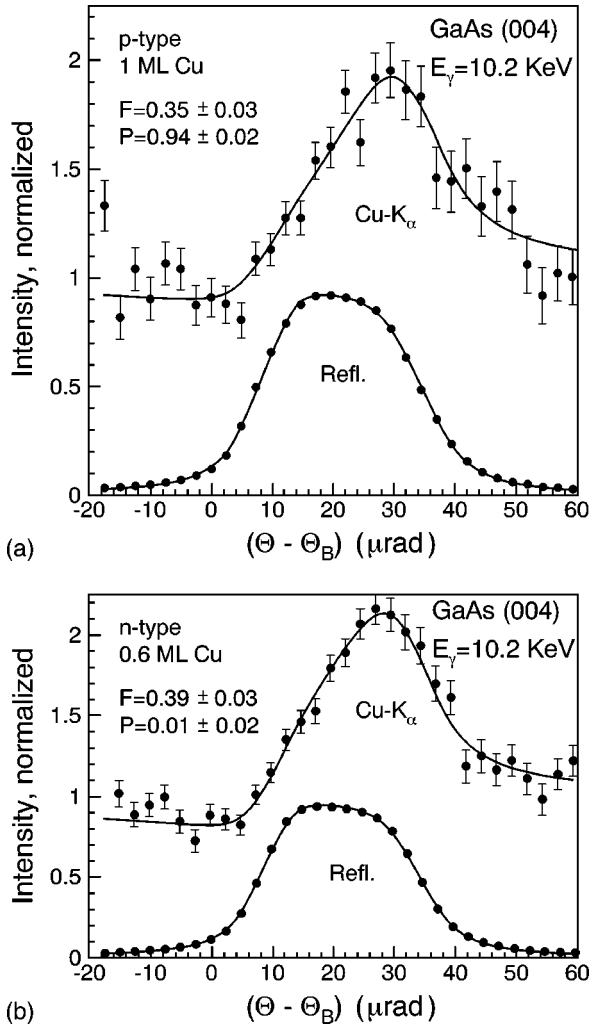 p-type
1 ML Cu
F=0.35 ± 0.03
P=0.94 ± 0.02
GaAs (004)
Eγ=10.2 KeV
Cu-Kα
Refl.
Intensity, normalized
2
1.5
1
0.5
0
-20 -10 0 10 20 30 40 50 60
(a)
(Θ - ΘB) (μrad)
n-type
0.6 ML Cu
F=0.39 ± 0.03
P=0.01 ± 0.02
GaAs (004)
Eγ=10.2 KeV
Cu-Kα
Refl.
Intensity, normalized
2
1.5
1
0.5
0
-20 -10 0 10 20 30 40 50 60
(b)
(Θ - ΘB) (μrad)